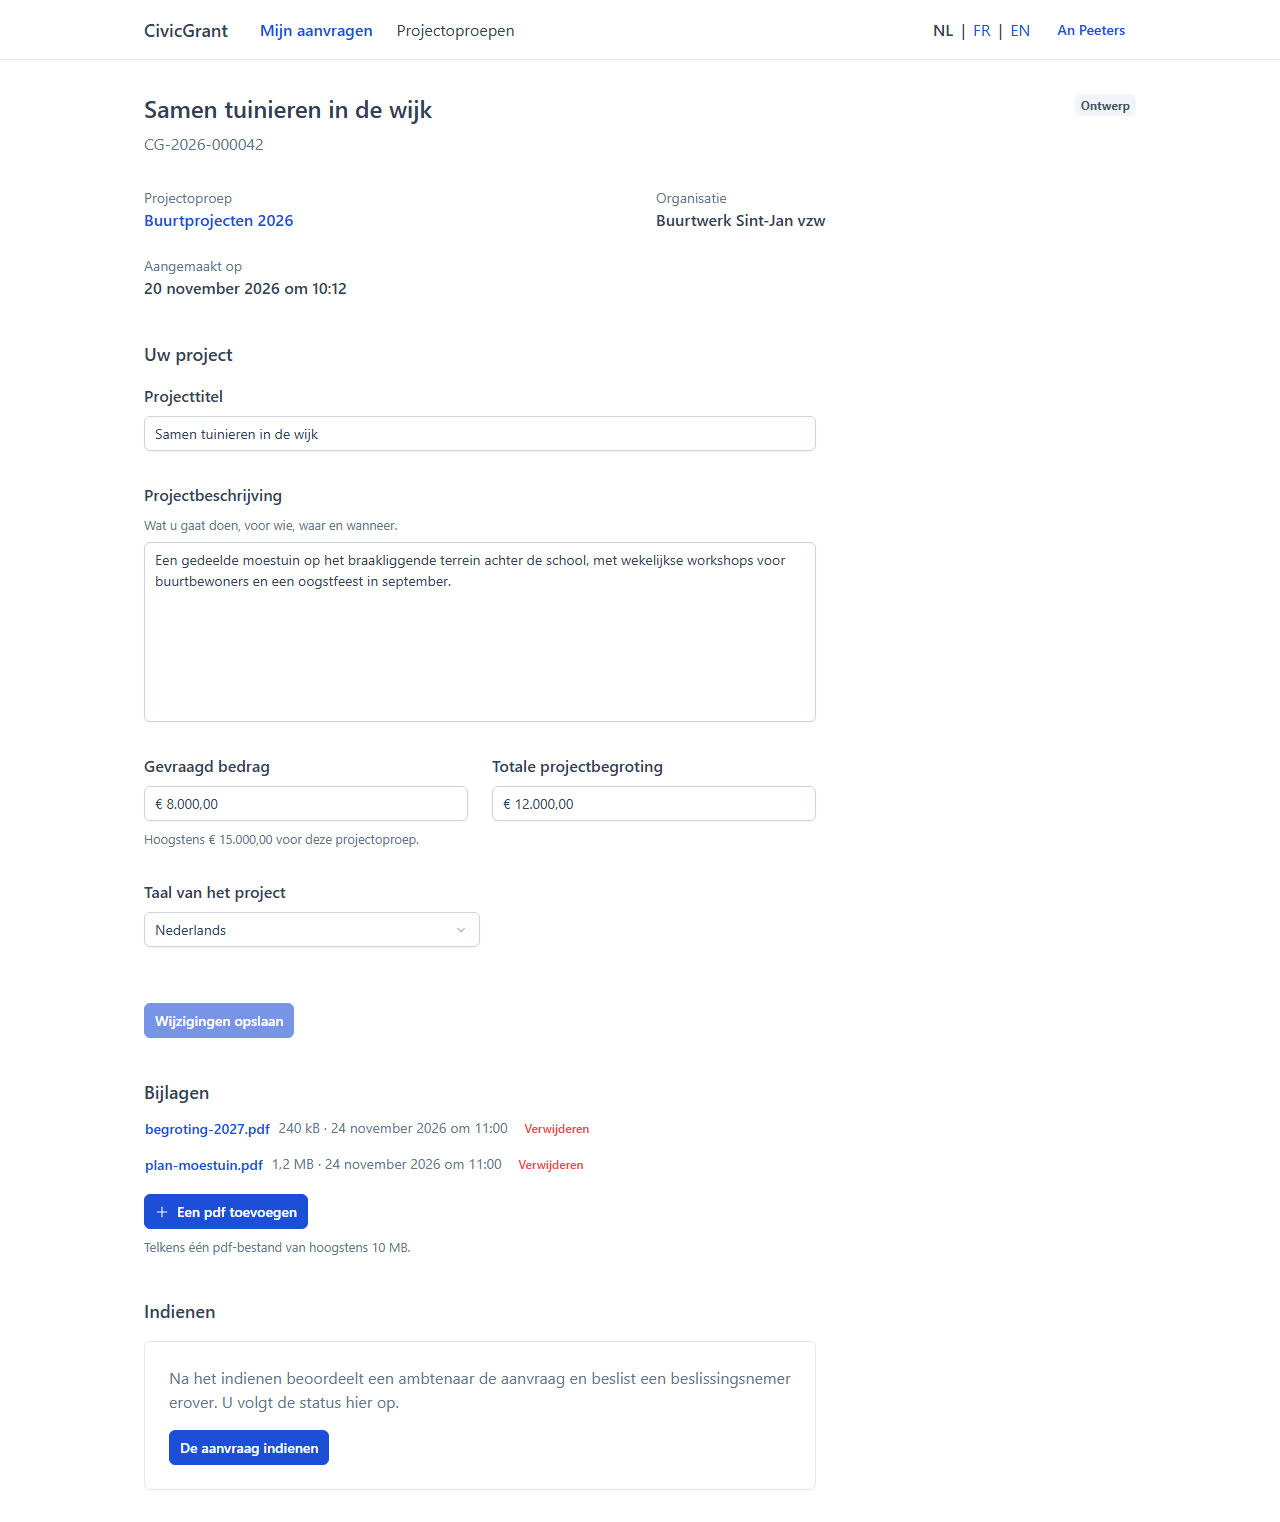 CivicGrant Mijn aanvragen Projectoproepen NL | FR | EN An Peeters
Samen tuinieren in de wijk Ontwerp
CG-2026-000042
Projectoproep Organisatie
Buurtprojecten 2026 Buurtwerk Sint-Jan vzw
Aangemaakt op
20 november 2026 om 10:12
Uw project
Projecttitel
Samen tuinieren in de wijk
Projectbeschrijving
Wat u gaat doen, voor wie, waar en wanneer.
Een gedeelde moestuin op het braakliggende terrein achter de school, met wekelijkse workshops voor
buurtbewoners en een oogstfeest in september.
Gevraagd bedrag Totale projectbegroting
€ 8.000,00 € 12.000,00
Hoogstens € 15.000,00 voor deze projectoproep.
Taal van het project
Nederlands
Wijzigingen opslaan
Bijlagen
begroting-2027.pdf 240 kB · 24 november 2026 om 11:00 Verwijderen
plan-moestuin.pdf 1,2 MB · 24 november 2026 om 11:00 Verwijderen
+ Een pdf toevoegen
Telkens één pdf-bestand van hoogstens 10 MB.
Indienen
Na het indienen beoordeelt een ambtenaar de aanvraag en beslist een beslissingsnemer
erover. U volgt de status hier op.
De aanvraag indienen